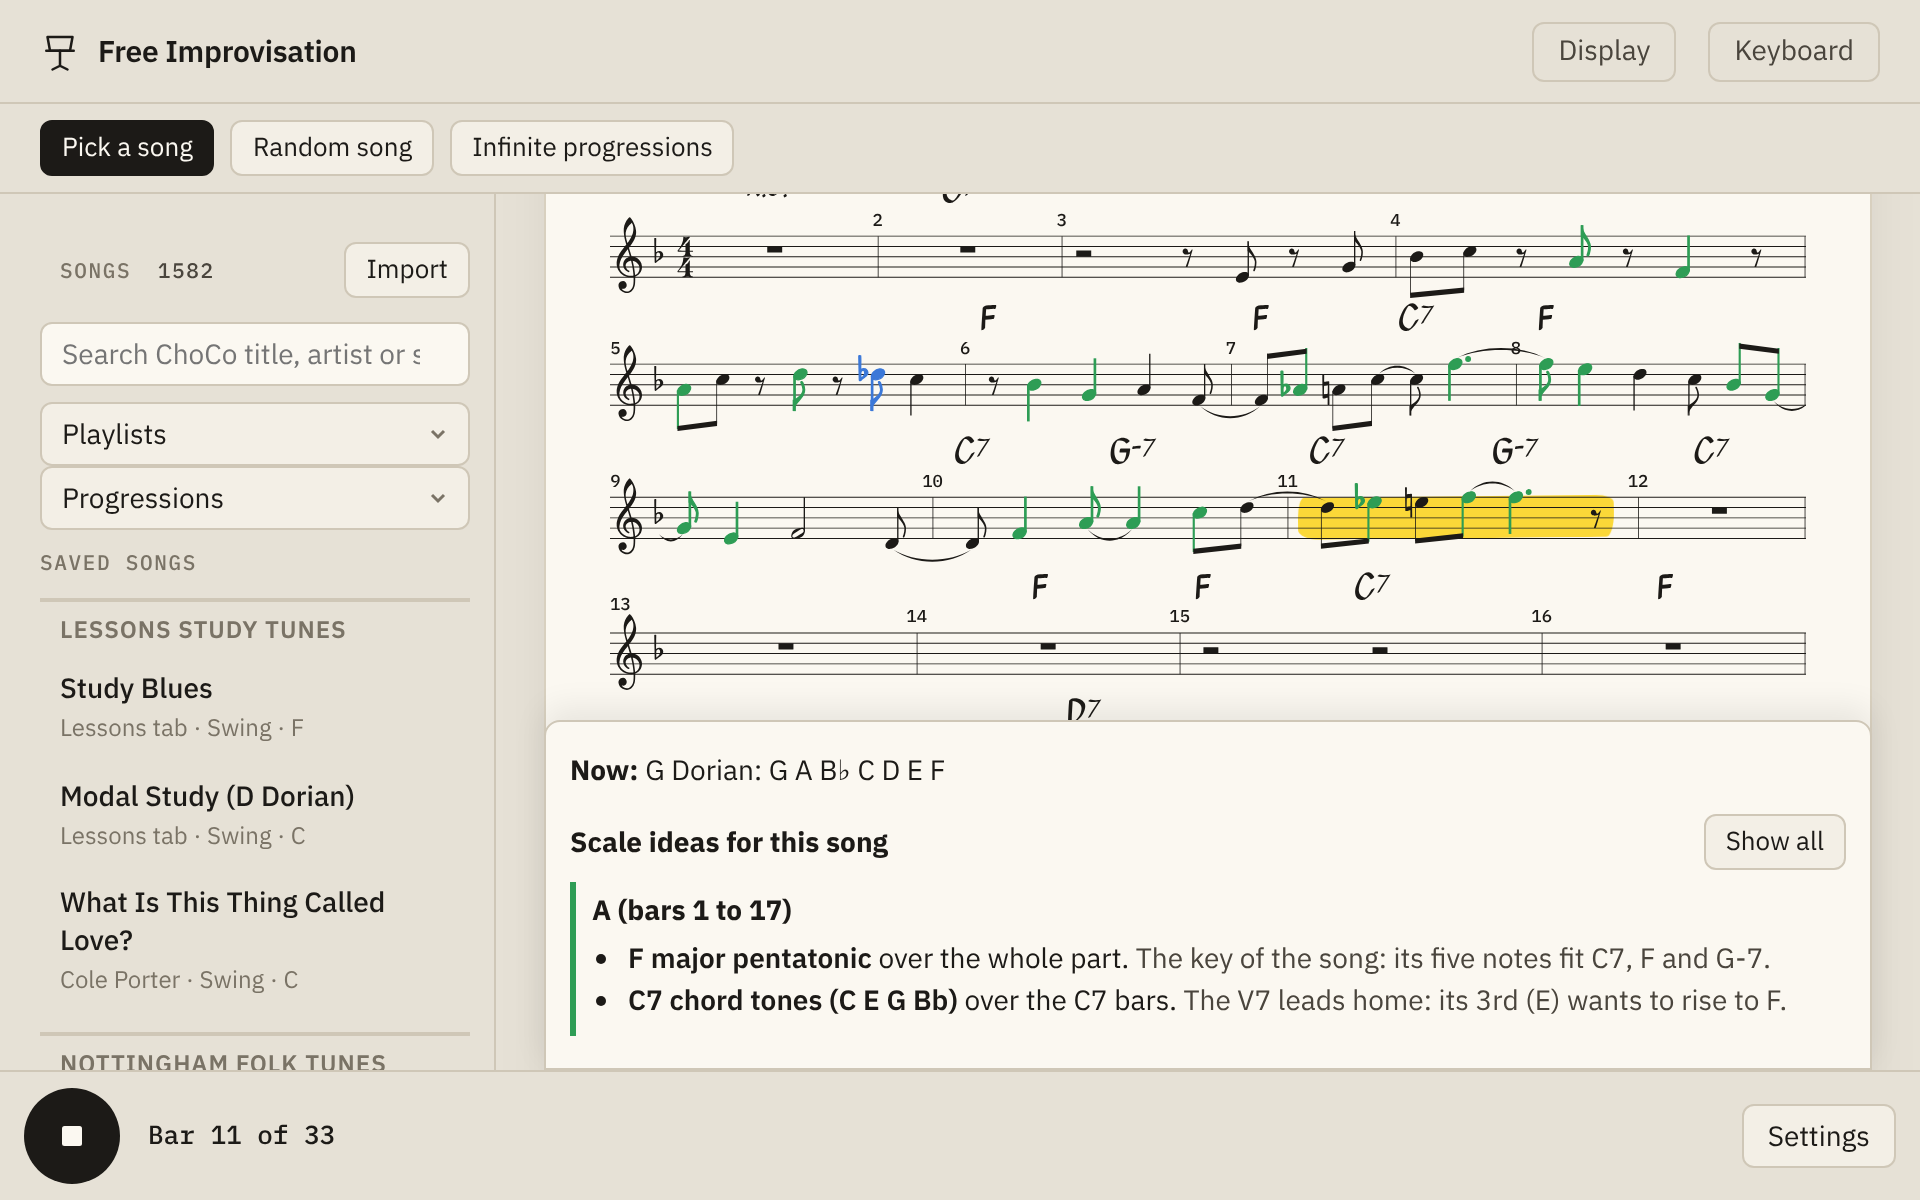 Free Improvisation
Display
Keyboard
Pick a song
Random song
Infinite progressions
SONGS 1582
Import
Search ChoCo title, artist or s
Playlists
Progressions
SAVED SONGS
LESSONS STUDY TUNES
Study Blues
Lessons tab · Swing · F
Modal Study (D Dorian)
Lessons tab · Swing · C
What Is This Thing Called
Love?
Cole Porter · Swing · C
NOTTINGHAM FOLK TUNES
2 3 4
4
4
F F C7 F
5 6 7 8
C7 G-7 C7 G-7 C7
9 10 11 12
F F C7 F
13 14 15 16
D7
Now: G Dorian: G A B♭ C D E F
Scale ideas for this song
Show all
A (bars 1 to 17)
• F major pentatonic over the whole part. The key of the song: its five notes fit C7, F and G-7.
• C7 chord tones (C E G Bb) over the C7 bars. The V7 leads home: its 3rd (E) wants to rise to F.
Bar 11 of 33
Settings